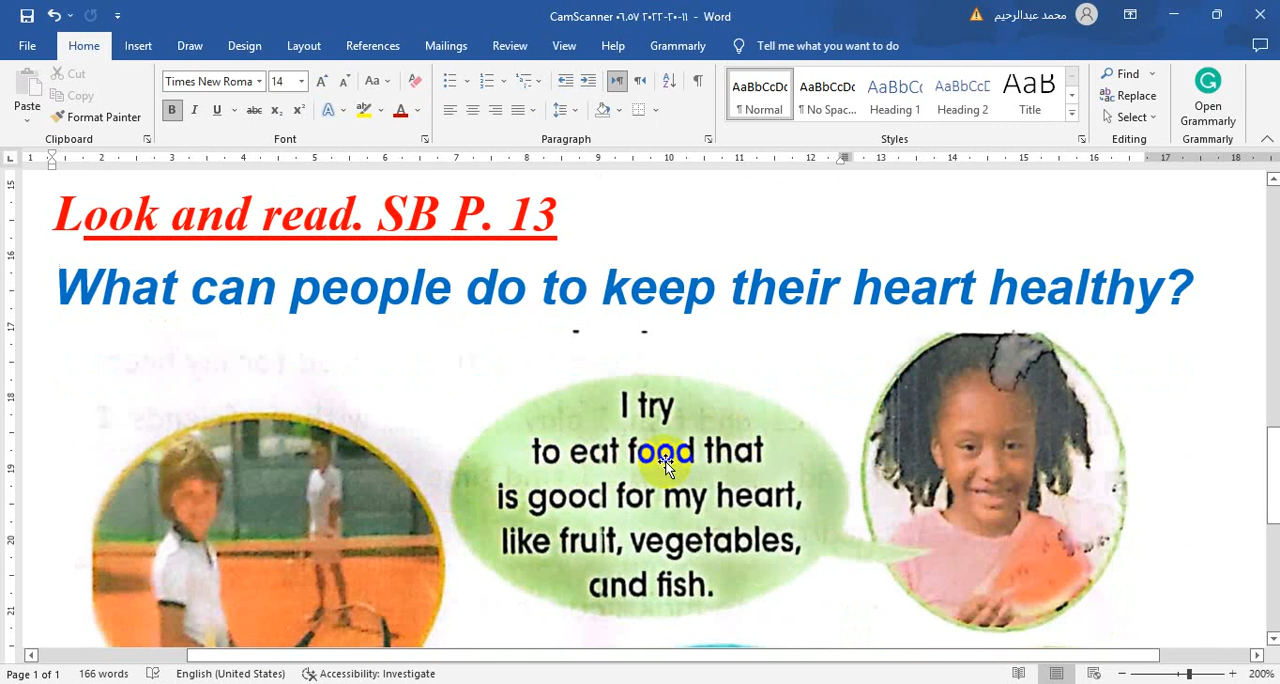 CamScanner ٠٦.٥٧ ٢٠٢٢-٢٠-١١ - Word
محمد عبدالرحيم
File Home Insert Draw Design Layout References Mailings Review View Help Grammarly Tell me what you want to do
Paste
Cut
Copy
Format Painter
Clipboard
Times New Roma 14
Font
Paragraph
AaBbCcDc
¶ Normal
AaBbCcDc
¶ No Spac...
AaBbCc
Heading 1
AaBbCcD
Heading 2
AaB
Title
Styles
Find
Replace
Select
Editing
Open
Grammarly
Grammarly
Look and read. SB P. 13
What can people do to keep their heart healthy?
I try
to eat food that
is good for my heart,
like fruit, vegetables,
and fish.
Page 1 of 1 166 words English (United States) Accessibility: Investigate 200%